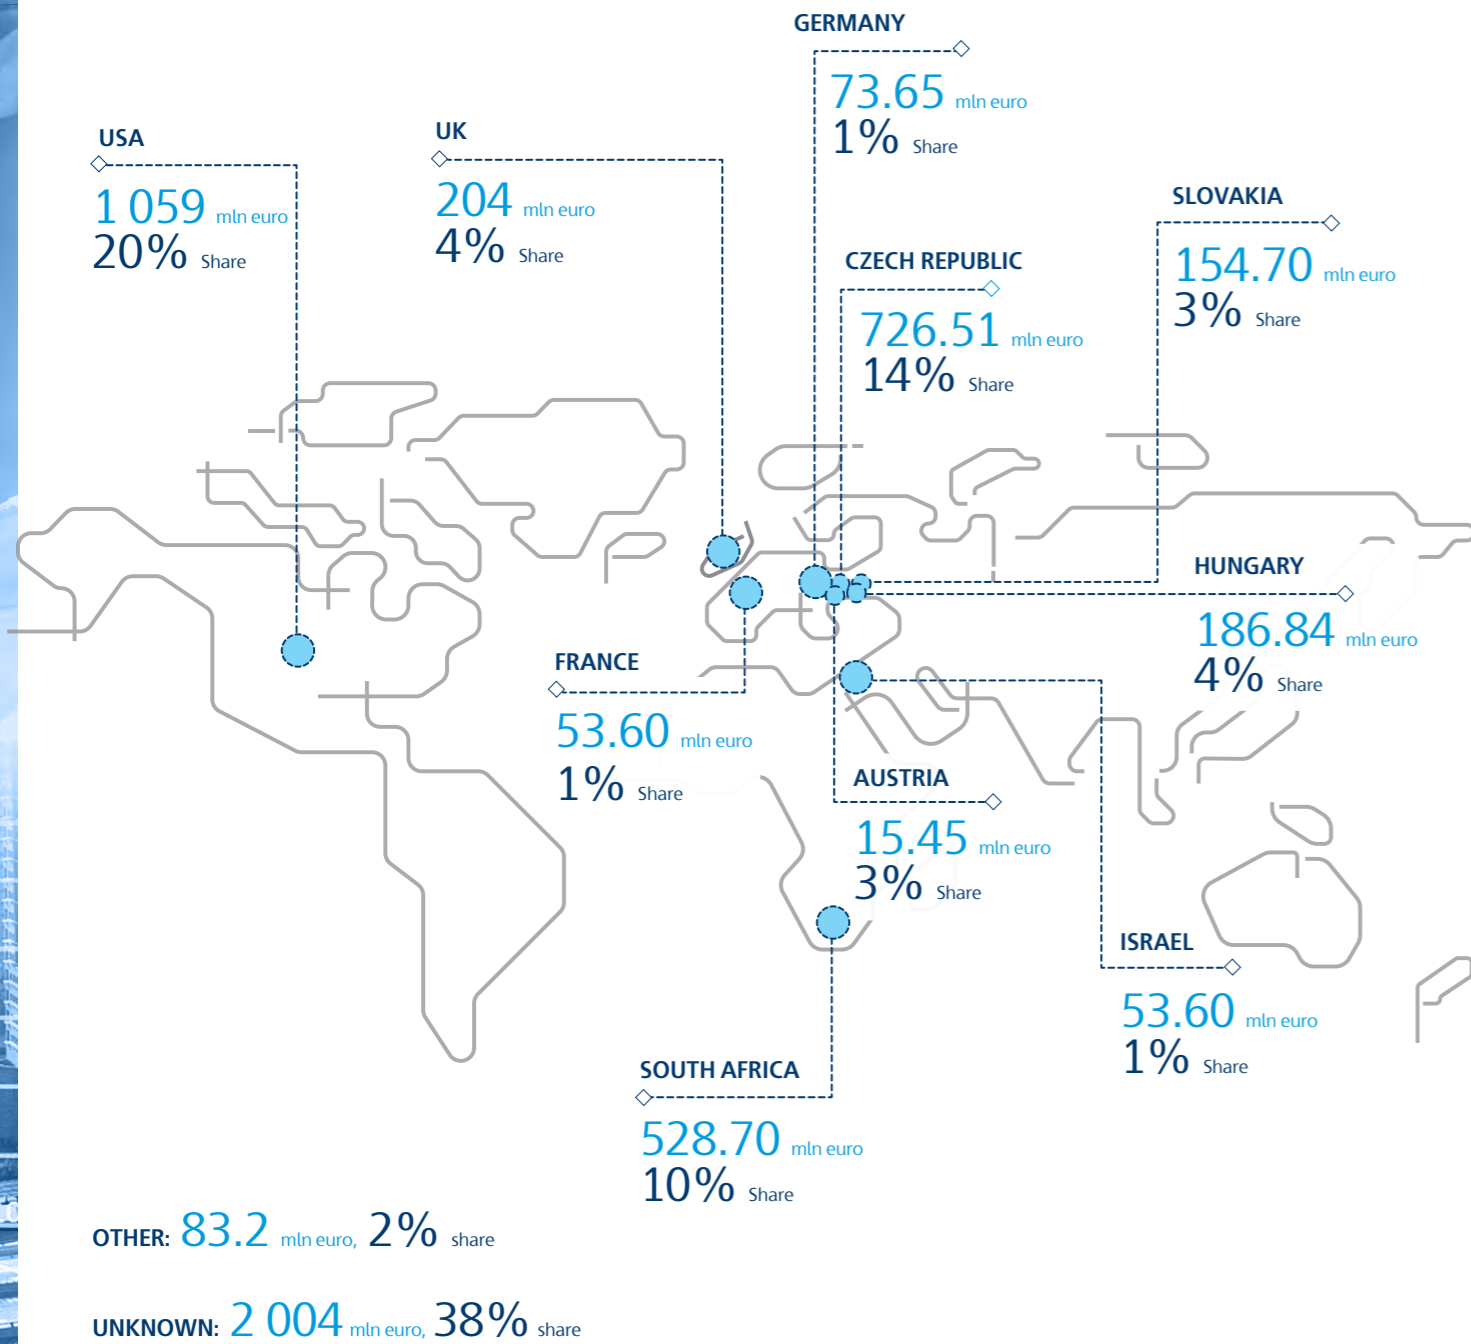 GERMANY
73.65 mln euro
1% Share
USA
1 059 mln euro
20% Share
UK
204 mln euro
4% Share
SLOVAKIA
154.70 mln euro
3% Share
CZECH REPUBLIC
726.51 mln euro
14% Share
HUNGARY
186.84 mln euro
4% Share
FRANCE
53.60 mln euro
1% Share
AUSTRIA
15.45 mln euro
3% Share
ISRAEL
53.60 mln euro
1% Share
SOUTH AFRICA
528.70 mln euro
10% Share
OTHER: 83.2 mln euro, 2% share
UNKNOWN: 2 004 mln euro, 38% share